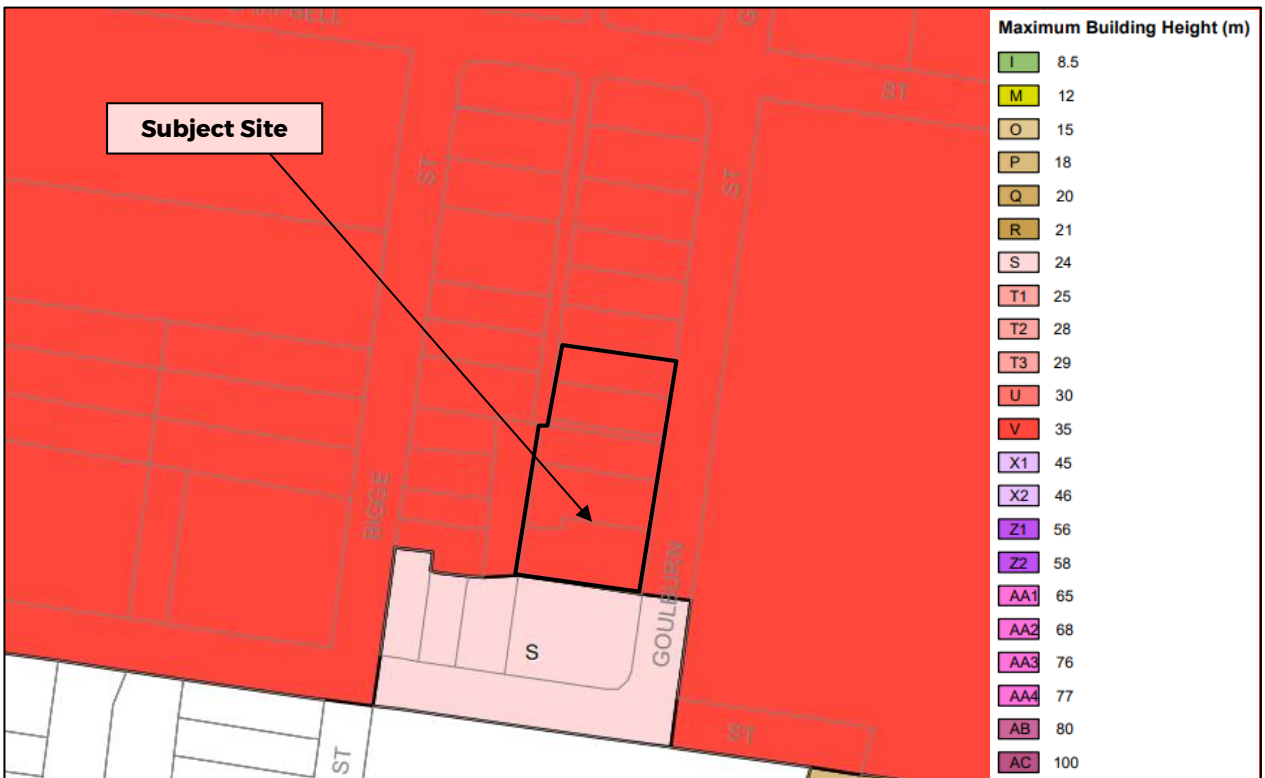 ST
Subject Site
ST
ST
BIGGE
GOULBURN
S
ST
ST
Maximum Building Height (m)
I 8.5
M 12
O 15
P 18
Q 20
R 21
S 24
T1 25
T2 28
T3 29
U 30
V 35
X1 45
X2 46
Z1 56
Z2 58
AA1 65
AA2 68
AA3 76
AA4 77
AB 80
AC 100